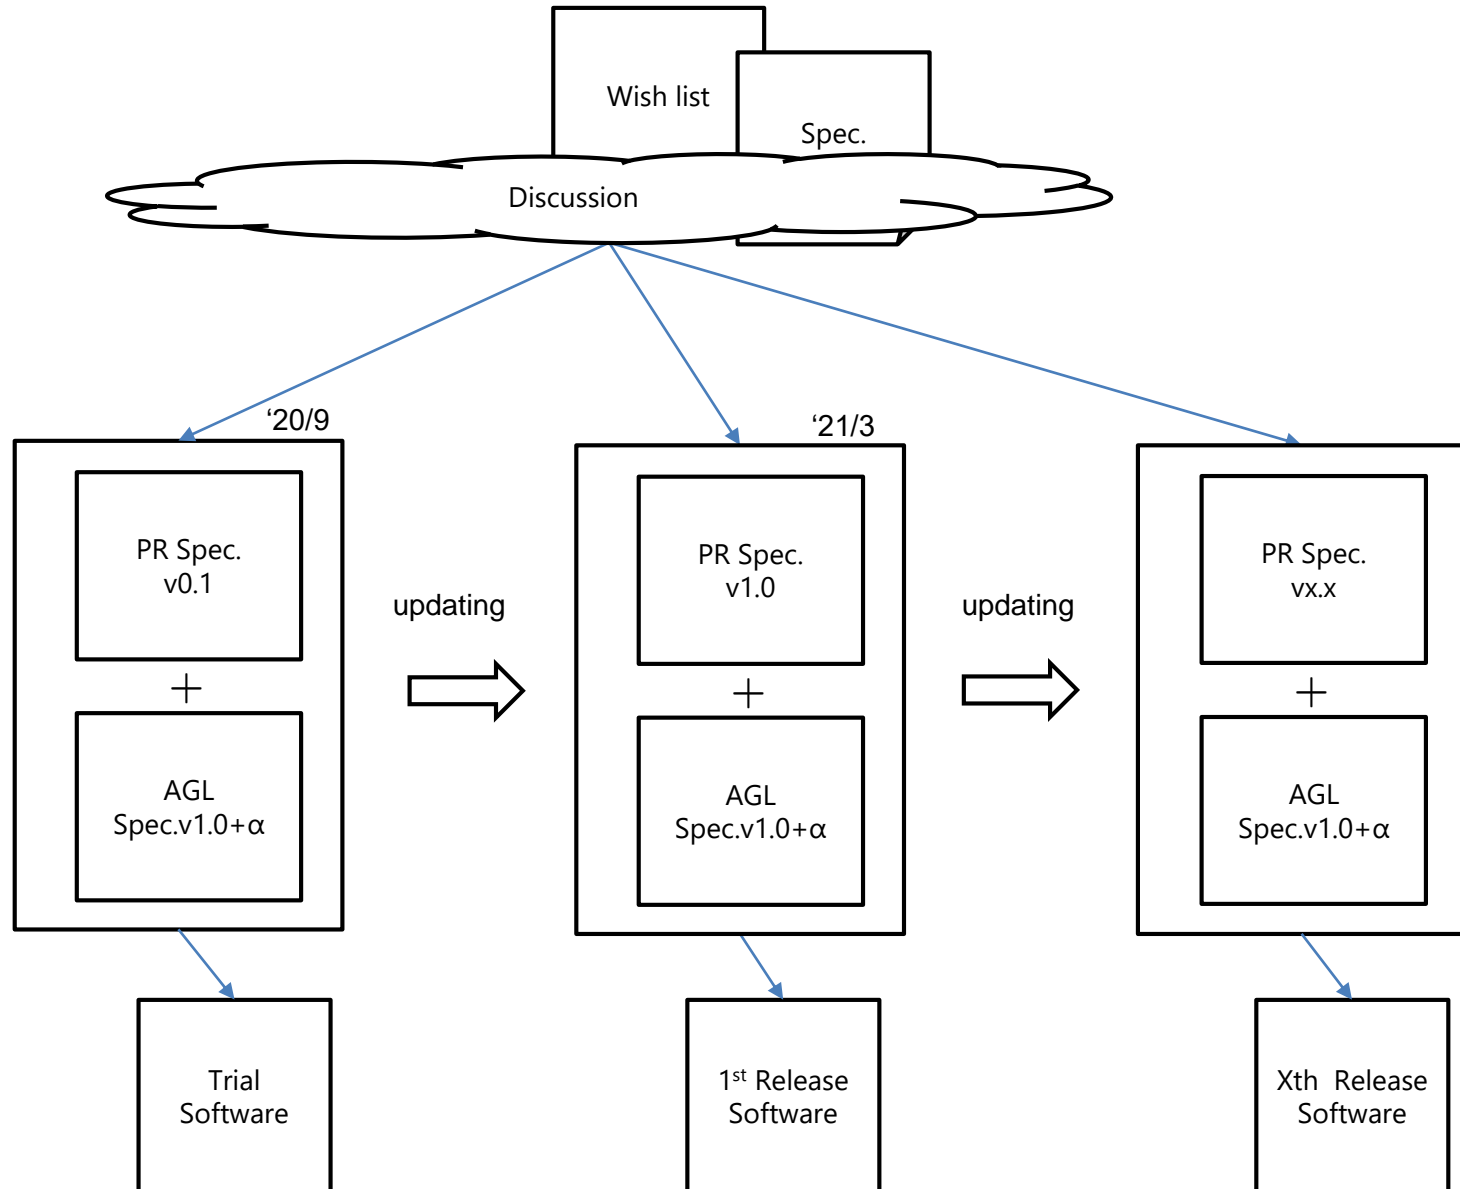 Wish list
Spec.
Discussion
‘20/9
‘21/3
PR Spec.
v0.1
+
AGL
Spec.v1.0+α
updating
PR Spec.
v1.0
+
AGL
Spec.v1.0+α
updating
PR Spec.
vx.x
+
AGL
Spec.v1.0+α
Trial
Software
1st Release
Software
Xth  Release
Software